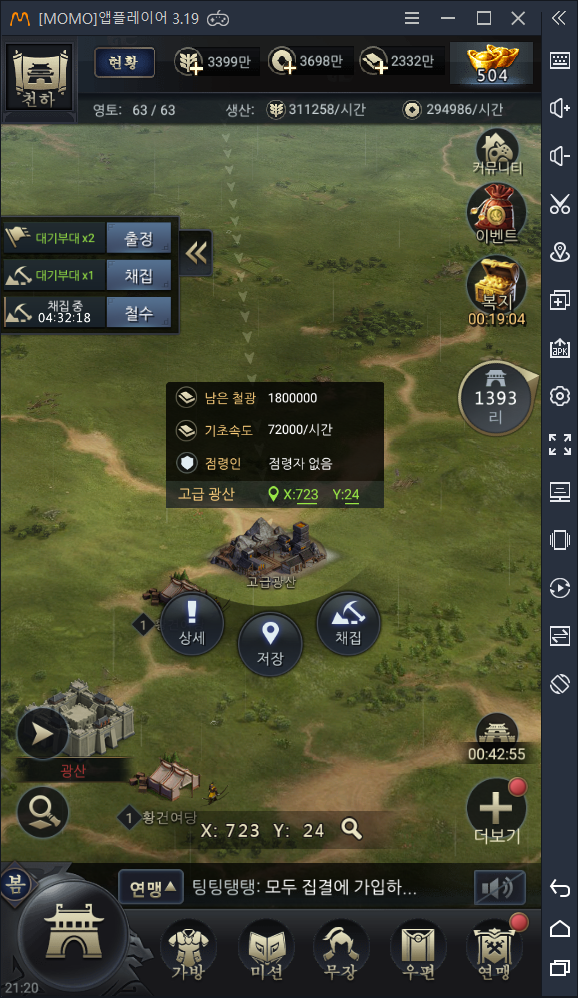 [MOMO]앱플레이어 3.19
천하
현황
3399만
3698만
2332만
504
영토: 63 / 63
생산:
311258/시간
294986/시간
커뮤니티
대기부대 x2
출정
이벤트
대기부대 x1
채집
채집 중
04:32:18
철수
복지
00:19:04
1393
리
남은 철광 1800000
기초속도 72000/시간
점령인 점령자 없음
고급 광산 X:723 Y:24
고급광산
1
상세
저장
채집
광산
00:42:55
1 황건여당
X: 723 Y: 24
더보기
봄
연맹
팅팅탱탱: 모두 집결에 가입하...
가방
미션
무장
우편
연맹
21:20
APK